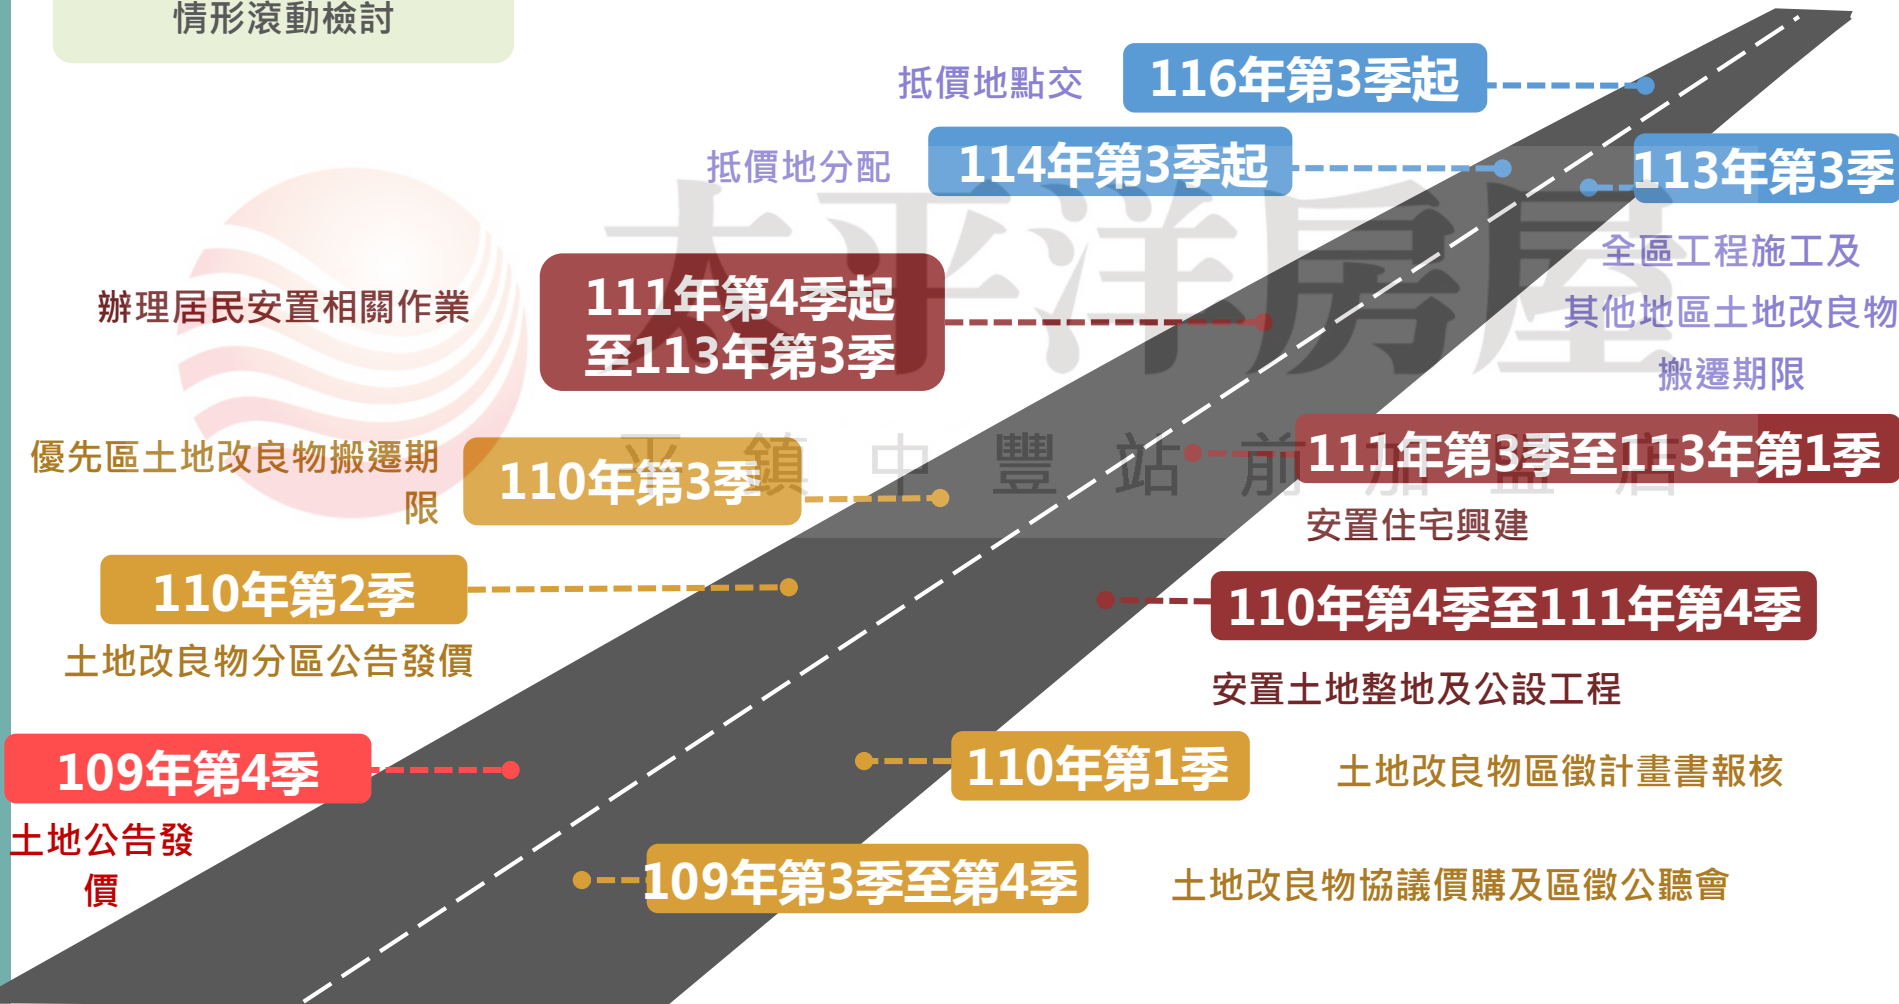 情形滾動檢討
抵價地點交
116年第3季起
抵價地分配
114年第3季起
113年第3季
全區工程施工及
其他地區土地改良物
搬遷期限
辦理居民安置相關作業
111年第4季起
至113年第3季
太平洋房屋
平鎮中豐站前加盟店
優先區土地改良物搬遷期
限
110年第3季
111年第3季至113年第1季
安置住宅興建
110年第2季
土地改良物分區公告發價
110年第4季至111年第4季
安置土地整地及公設工程
109年第4季
土地公告發
價
110年第1季
土地改良物區徵計畫書報核
109年第3季至第4季
土地改良物協議價購及區徵公聽會